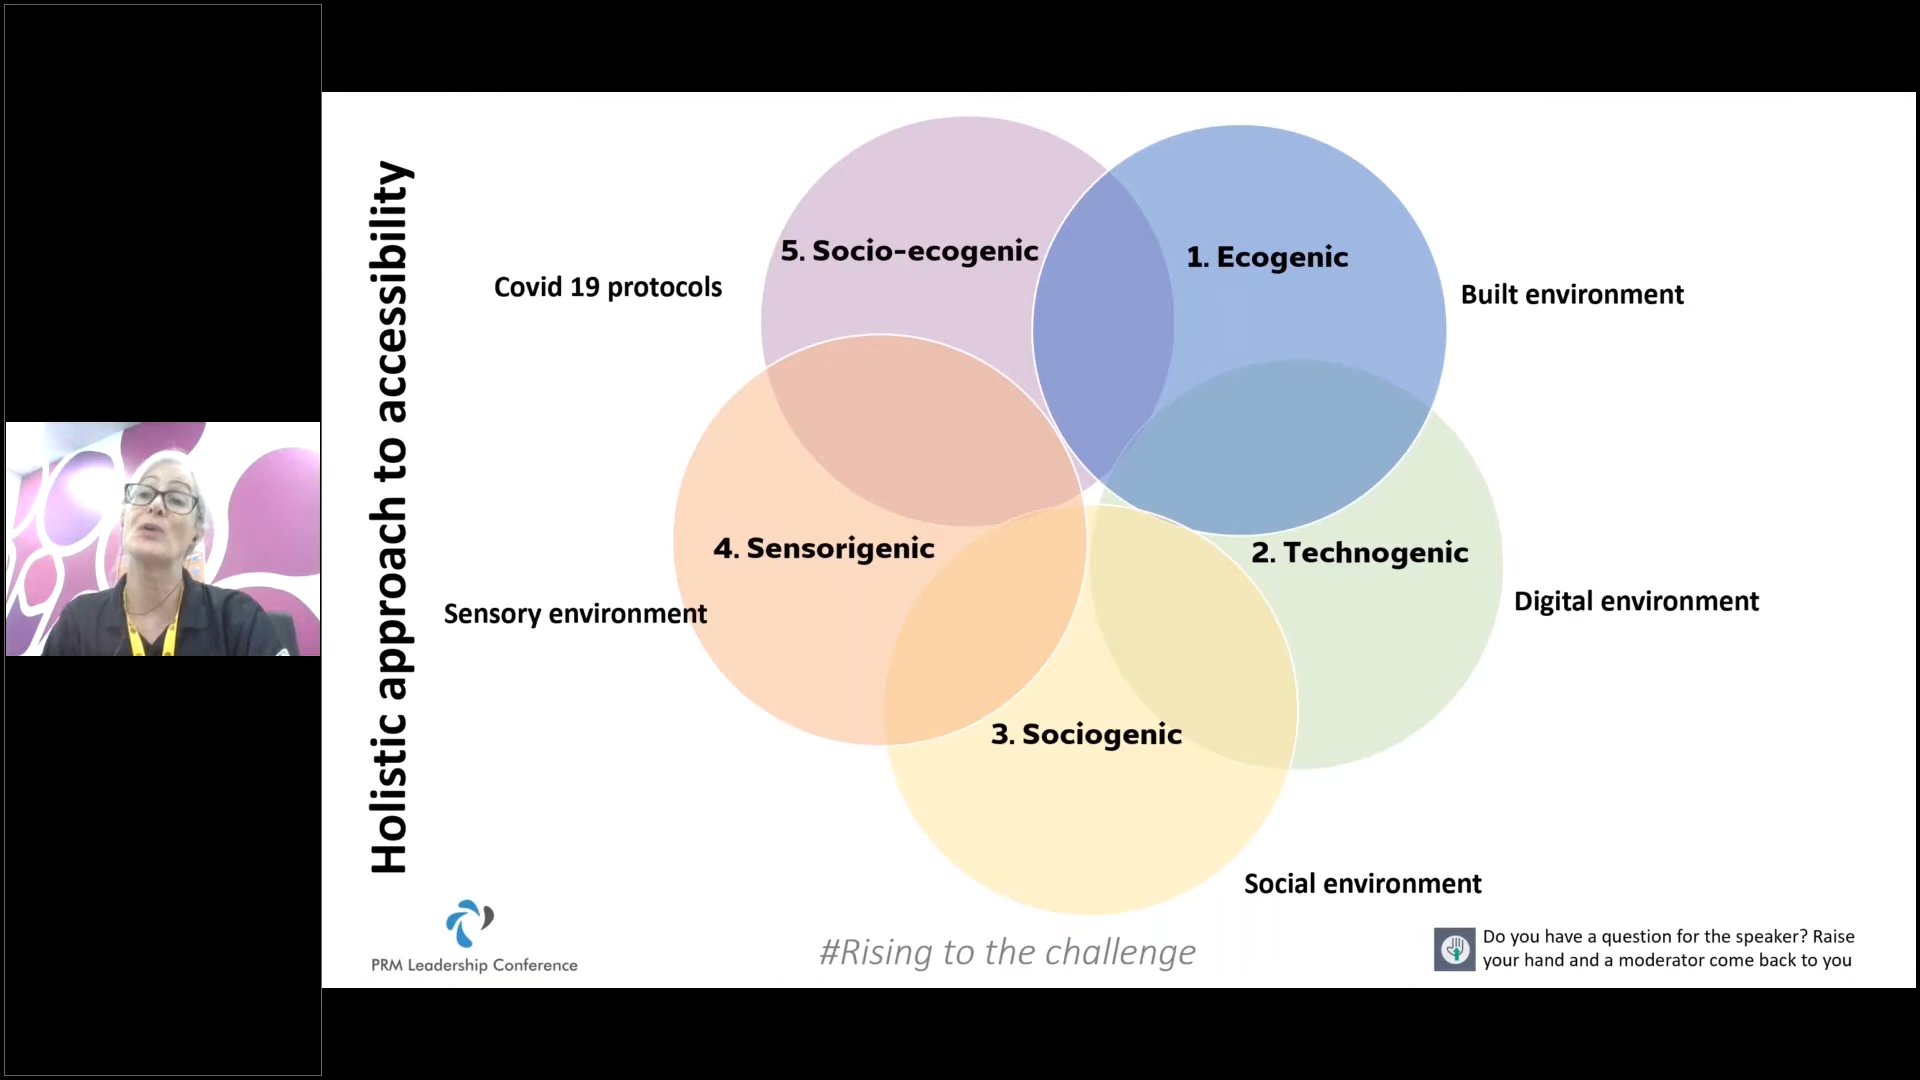 Holistic approach to accessibility
5. Socio-ecogenic
1. Ecogenic
Covid 19 protocols
Built environment
4. Sensorigenic
2. Technogenic
Sensory environment
Digital environment
3. Sociogenic
Social environment
PRM Leadership Conference
#Rising to the challenge
Do you have a question for the speaker? Raise
your hand and a moderator come back to you